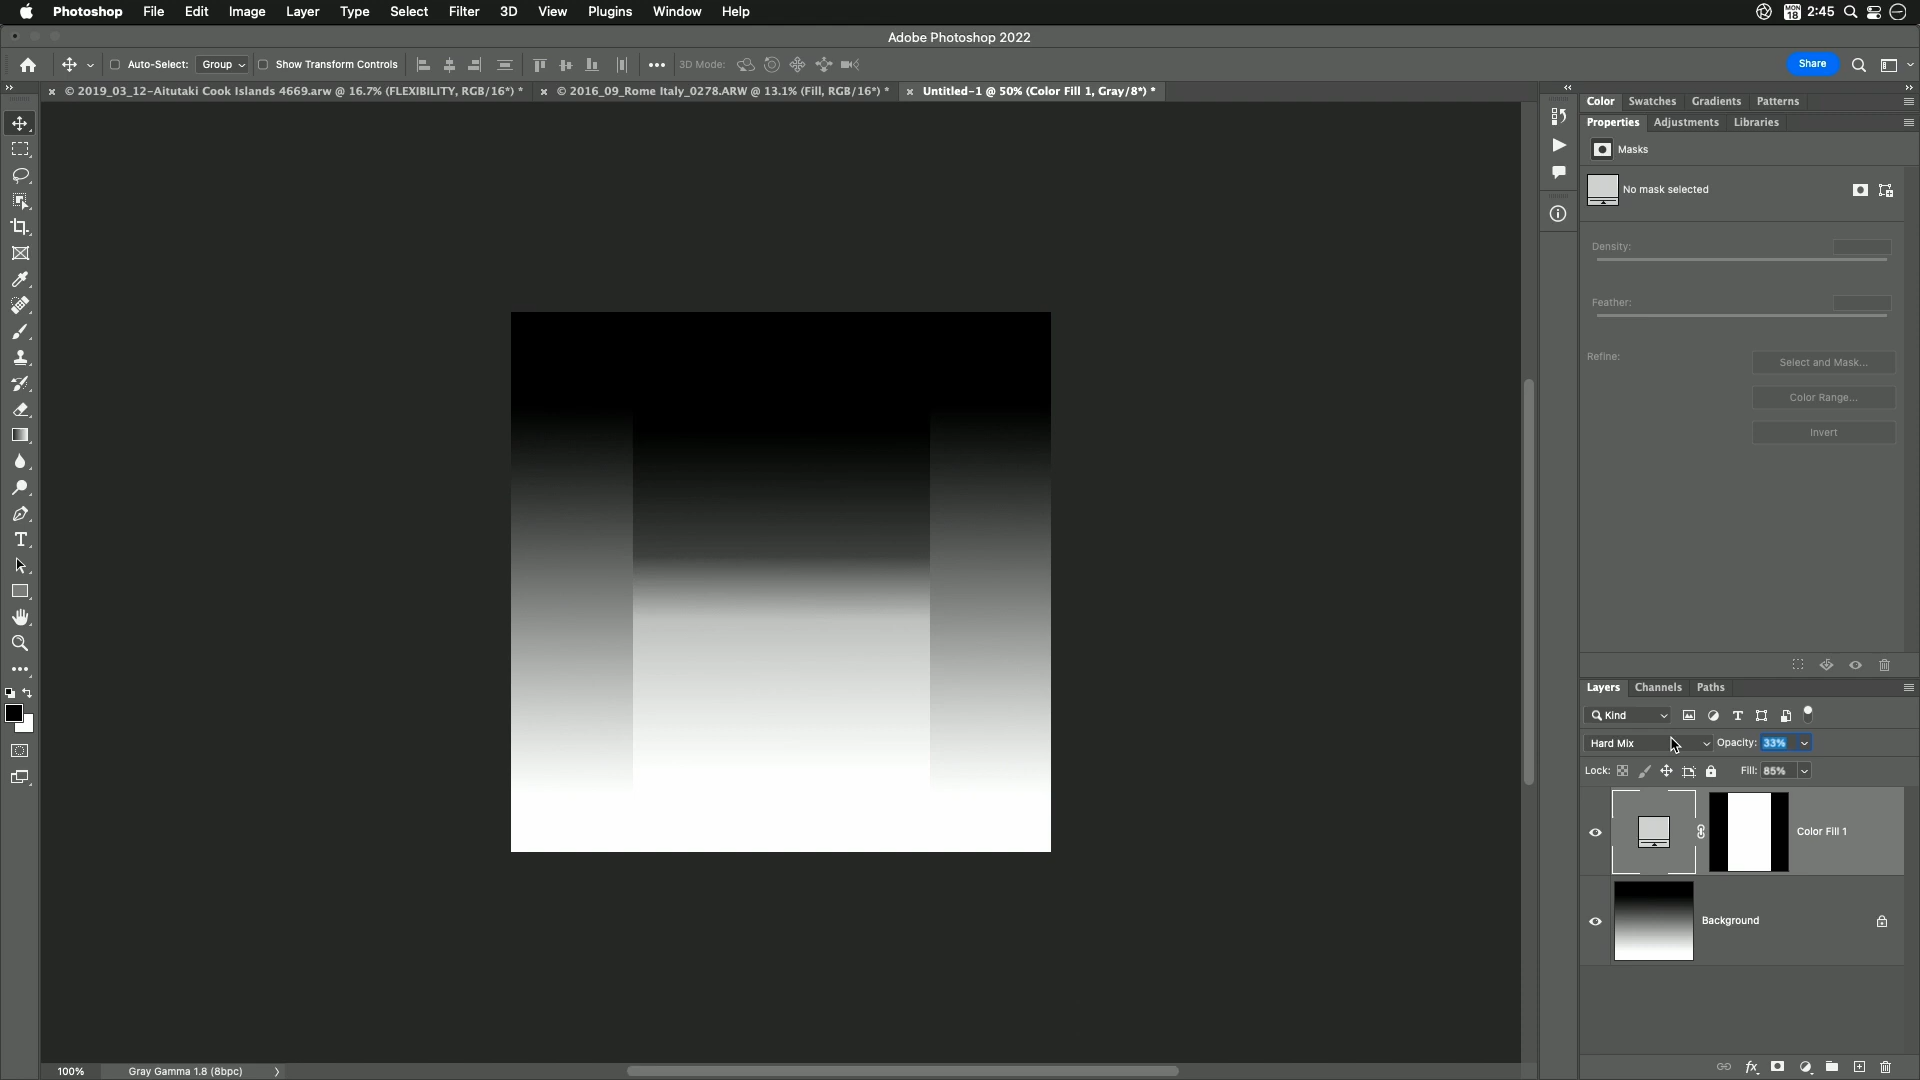 Photoshop File Edit Image Layer Type Select Filter 3D View Plugins Window Help MON 18 2:45
Adobe Photoshop 2022
Auto-Select: Group Show Transform Controls 3D Mode: Share
© 2019_03_12-Aitutaki Cook Islands 4669.arw @ 16.7% (FLEXIBILITY, RGB/16*) * © 2016_09_Rome Italy_0278.ARW @ 13.1% (Fill, RGB/16*) * Untitled-1 @ 50% (Color Fill 1, Gray/8*) *
Color Swatches Gradients Patterns
Properties Adjustments Libraries
Masks
No mask selected
Density:
Feather:
Refine: Select and Mask...
Color Range...
Invert
Layers Channels Paths
Kind
Hard Mix Opacity: 33%
Lock: Fill: 85%
Color Fill 1
Background
100% Gray Gamma 1.8 (8bpc)